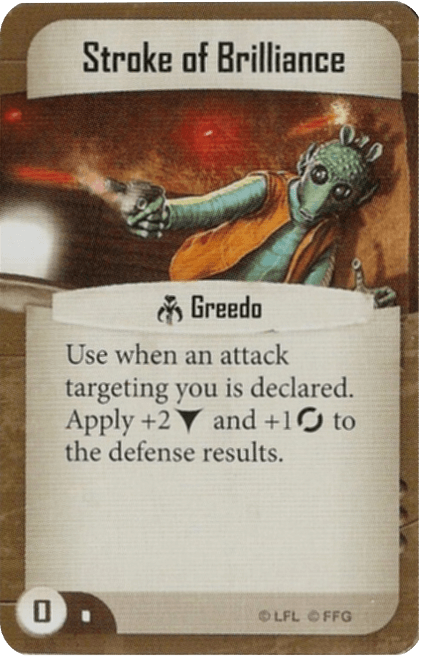 Stroke of Brilliance
Greedo
Use when an attack
targeting you is declared.
Apply +2 and +1 to
the defense results.
0
©LFL ©FFG